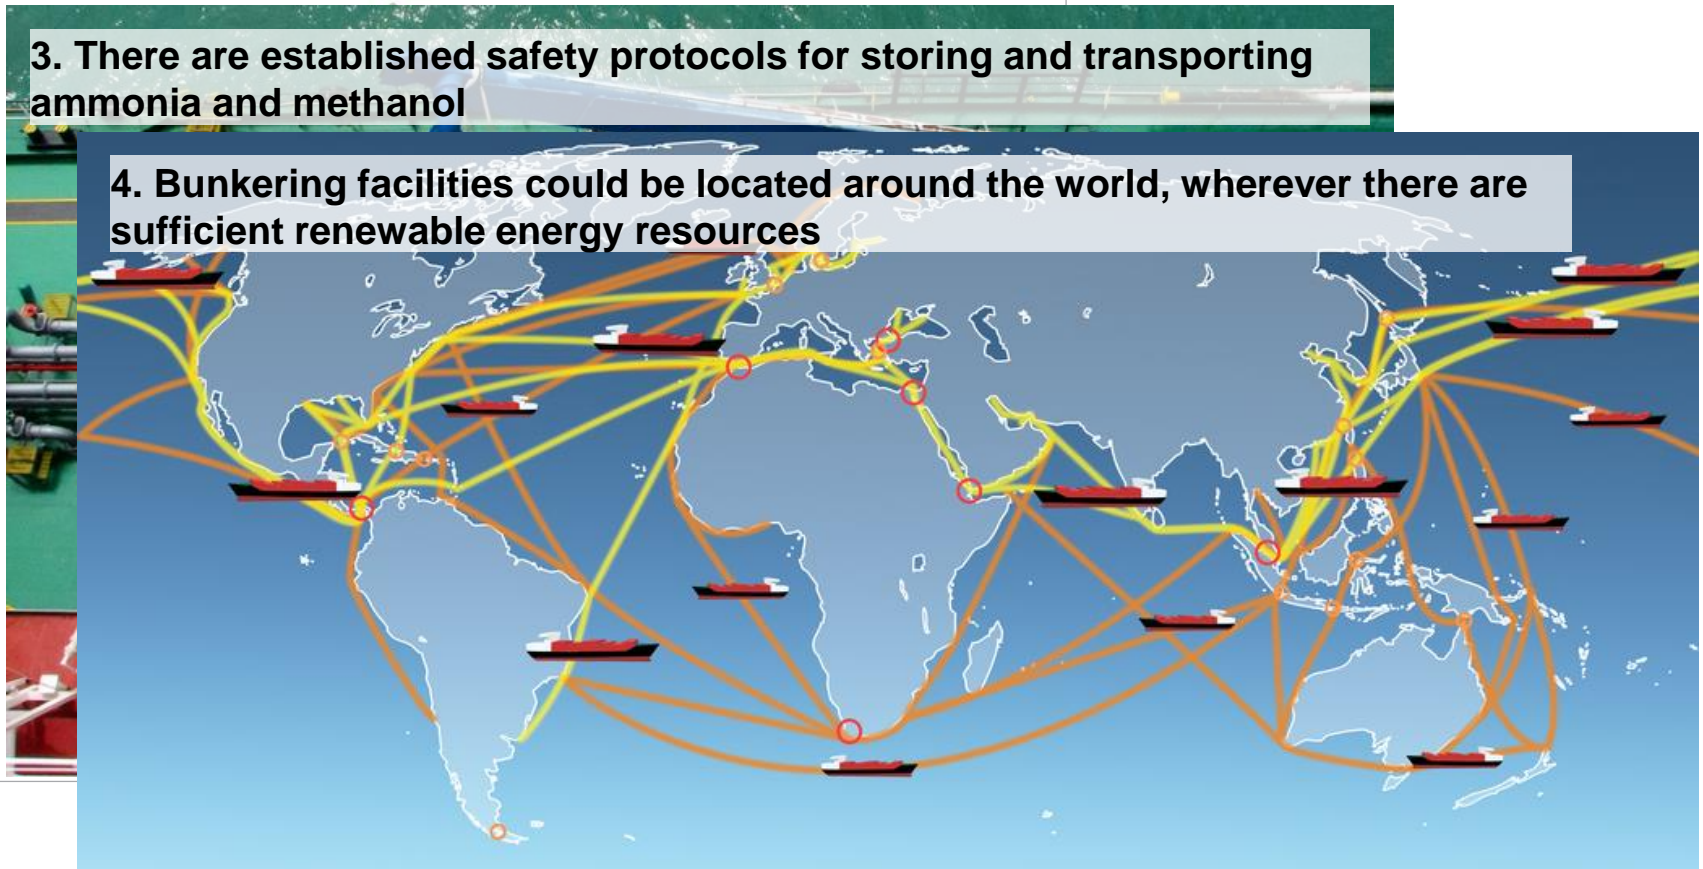 3. There are established safety protocols for storing and transporting
ammonia and methanol
4. Bunkering facilities could be located around the world, wherever there are
sufficient renewable energy resources